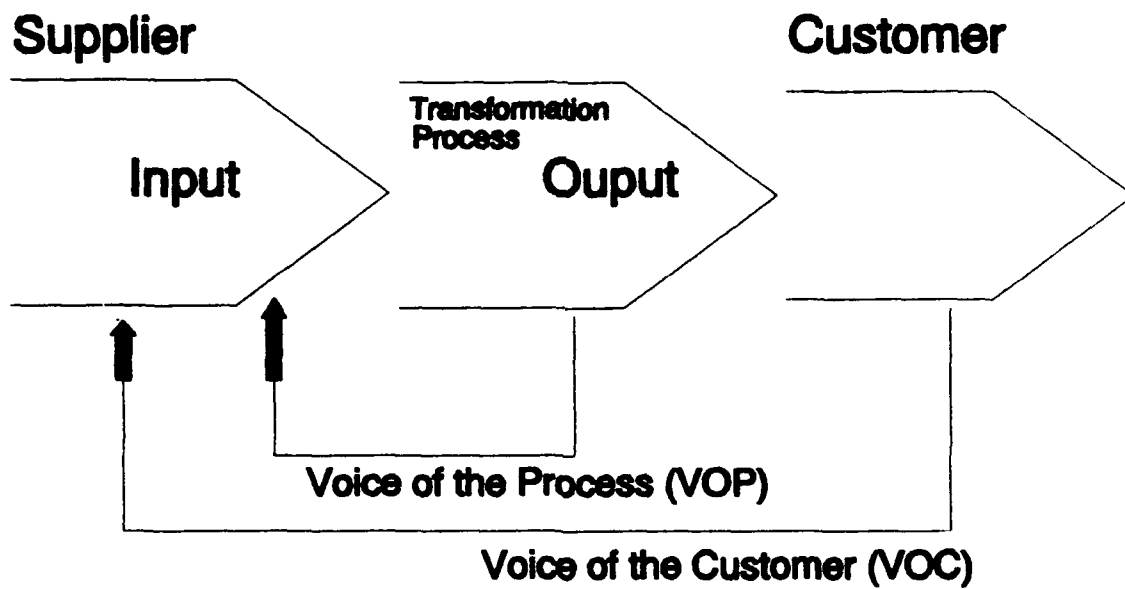 Supplier
Customer
Transformation
Process
Input
Ouput
Voice of the Process (VOP)
Voice of the Customer (VOC)